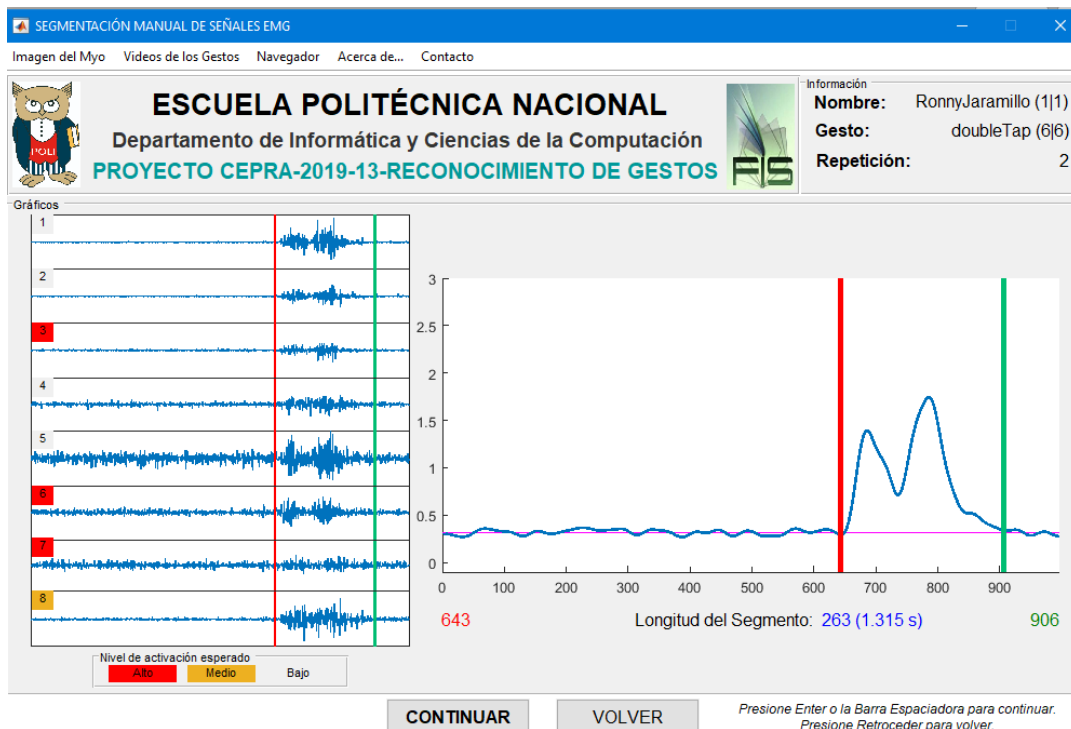 SEGMENTACIÓN MANUAL DE SEÑALES EMG
Imagen del Myo Videos de los Gestos Navegador Acerca de... Contacto
POLI
ESCUELA POLITÉCNICA NACIONAL
Departamento de Informática y Ciencias de la Computación
PROYECTO CEPRA-2019-13-RECONOCIMIENTO DE GESTOS
FIS
Información
Nombre: RonnyJaramillo (1|1)
Gesto: doubleTap (6|6)
Repetición: 2
Gráficos
1
2
3
4
5
6
7
8
3
2.5
2
1.5
1
0.5
0
0 100 200 300 400 500 600 700 800 900
643 Longitud del Segmento: 263 (1.315 s) 906
Nivel de activación esperado
Alto Medio Bajo
CONTINUAR VOLVER
Presione Enter o la Barra Espaciadora para continuar.
Presione Retroceder para volver.